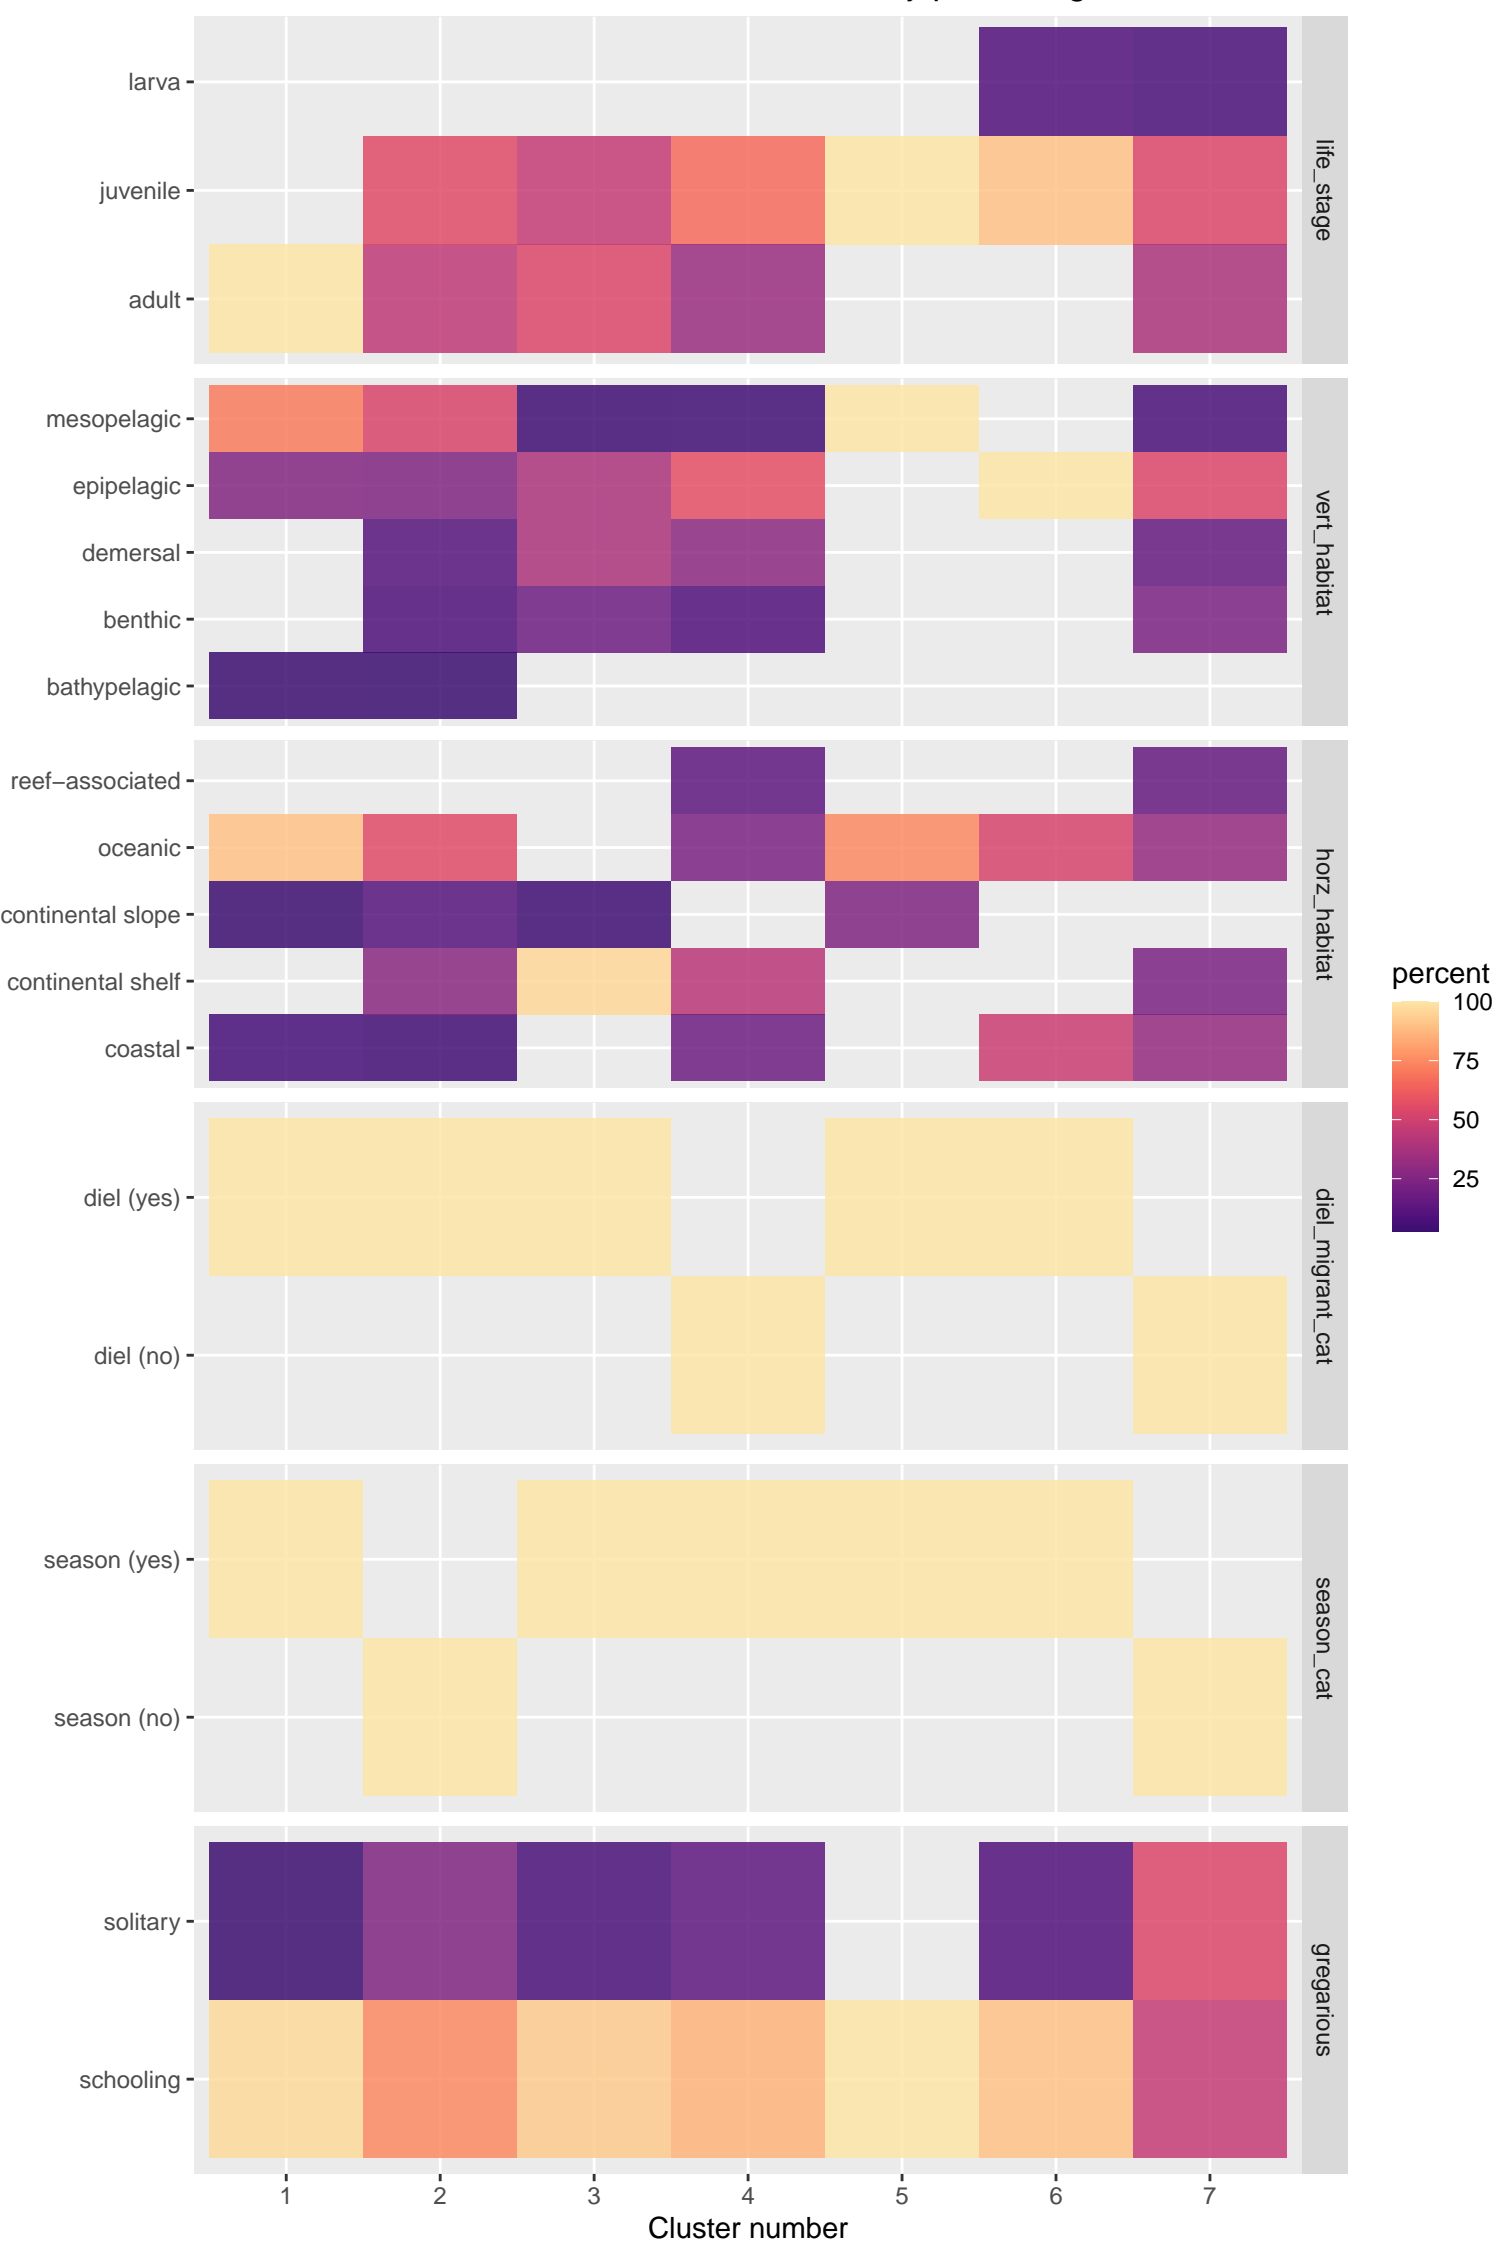 larva
juvenile
adult
life_stage
mesopelagic
epipelagic
demersal
benthic
bathypelagic
vert_habitat
reef−associated
oceanic
continental slope
continental shelf
coastal
horz_habitat
diel (yes)
diel (no)
diel_migrant_cat
season (yes)
season (no)
season_cat
solitary
schooling
gregarious
1 2 3 4 5 6 7
Cluster number
percent
100
75
50
25